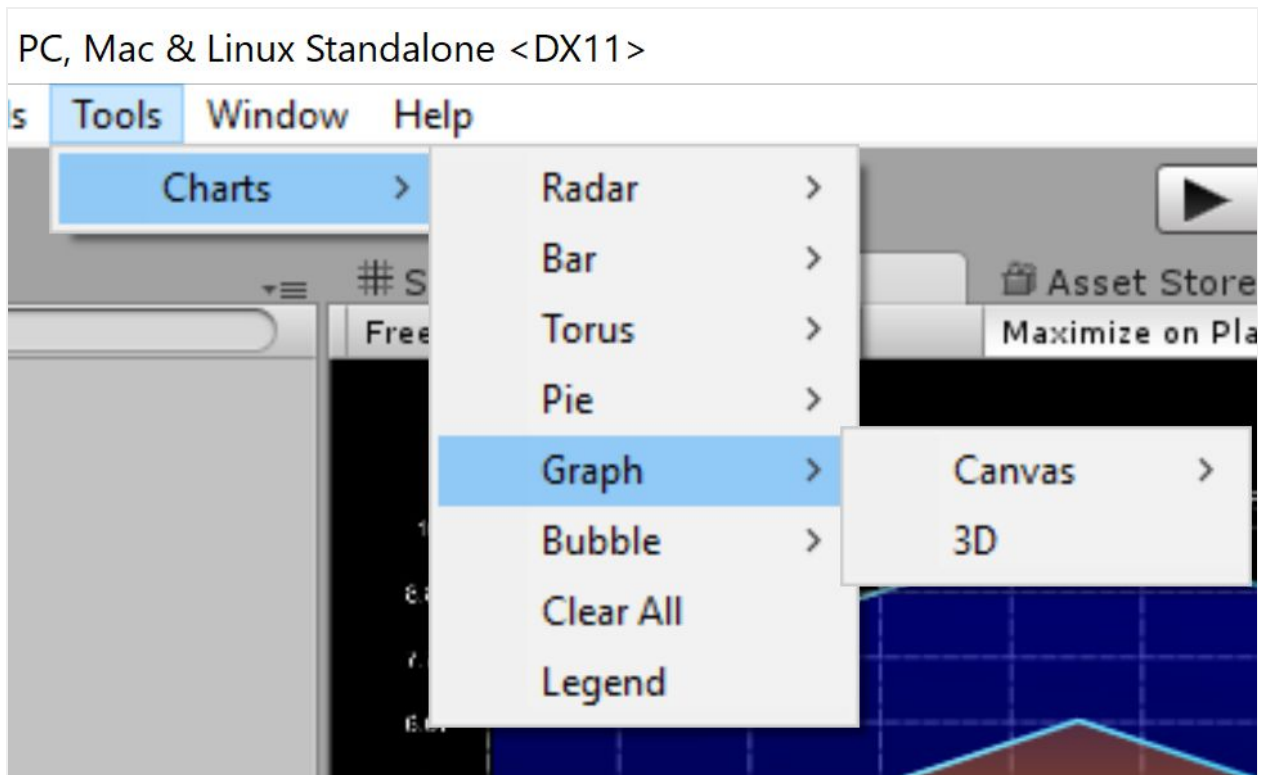 PC, Mac & Linux Standalone <DX11>
Tools Window Help
Charts
Radar
Bar
Torus
Pie
Graph
Bubble
Clear All
Legend
Canvas
3D
Asset Store
Free
Maximize on